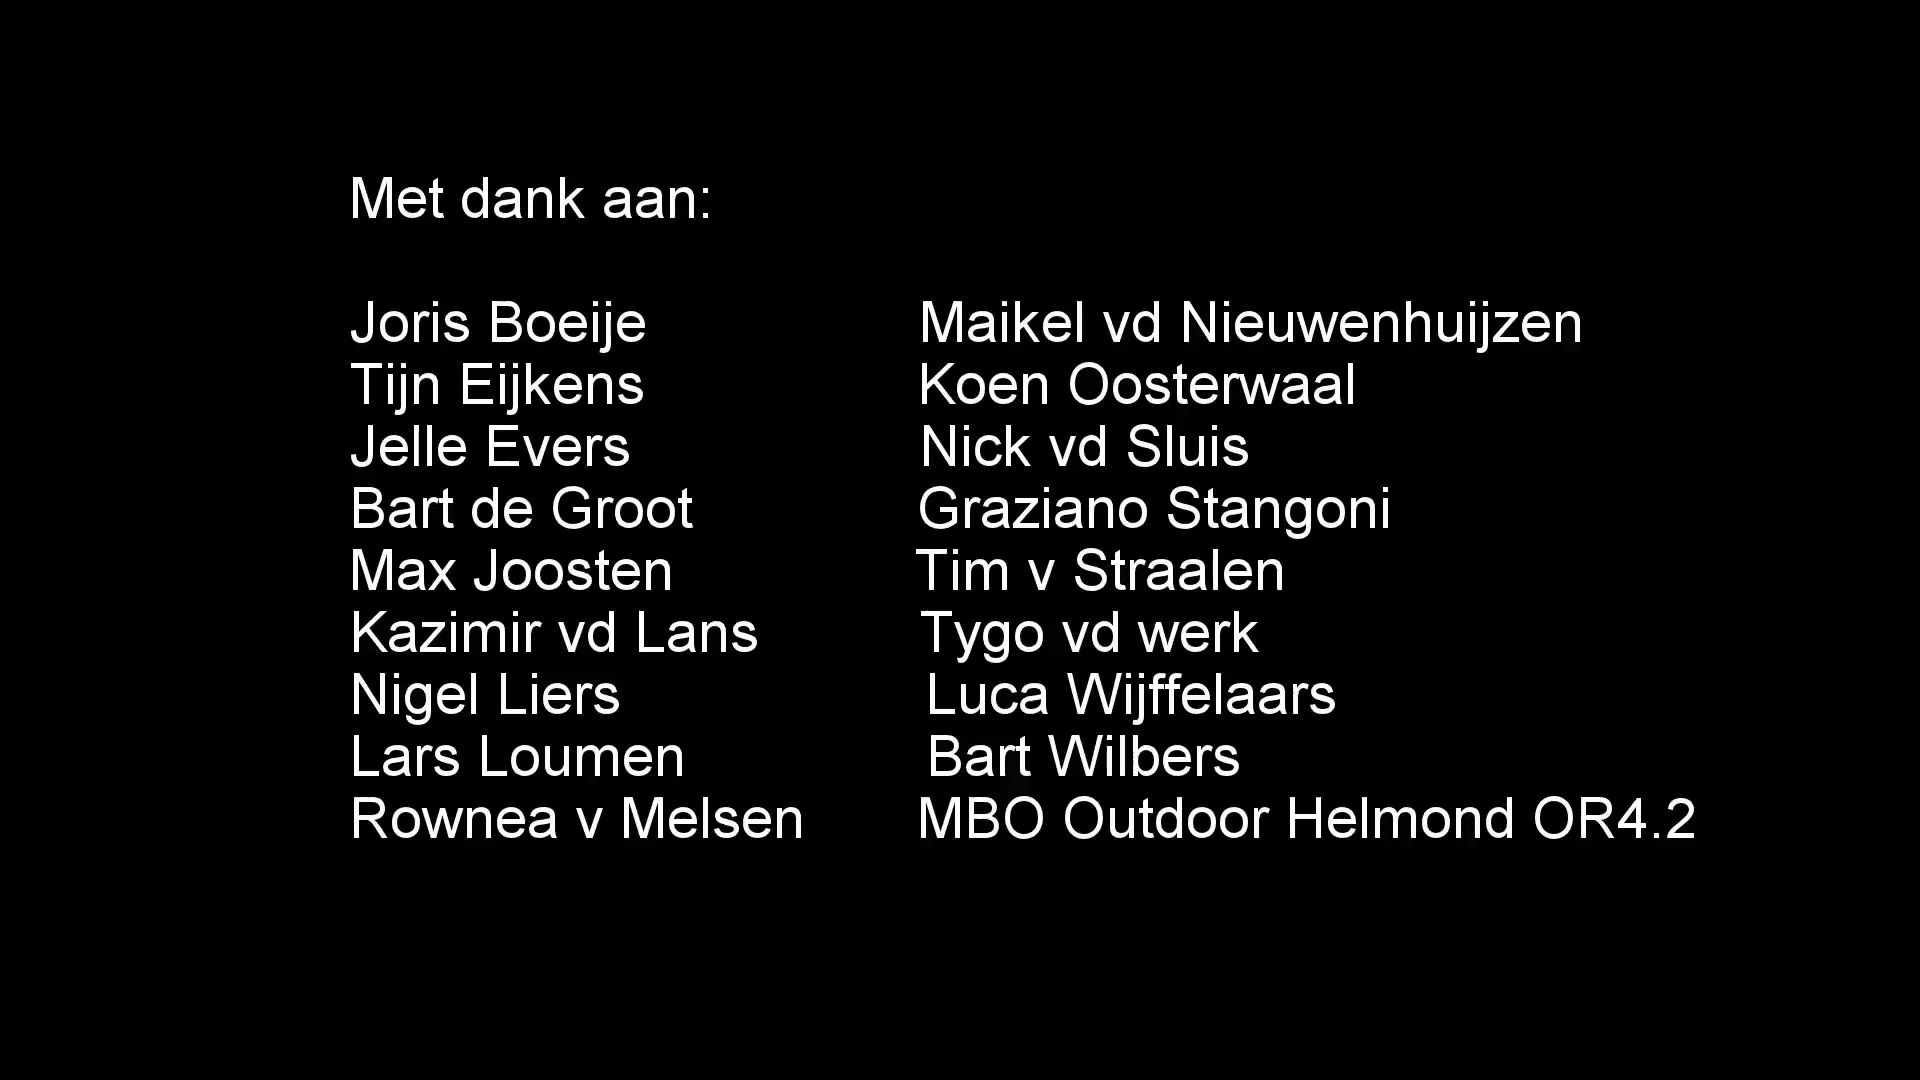 Met dank aan:
Joris Boeije
Tijn Eijkens
Jelle Evers
Bart de Groot
Max Joosten
Kazimir vd Lans
Nigel Liers
Lars Loumen
Rownea v Melsen
Maikel vd Nieuwenhuijzen
Koen Oosterwaal
Nick vd Sluis
Graziano Stangoni
Tim v Straalen
Tygo vd werk
Luca Wijffelaars
Bart Wilbers
MBO Outdoor Helmond OR4.2